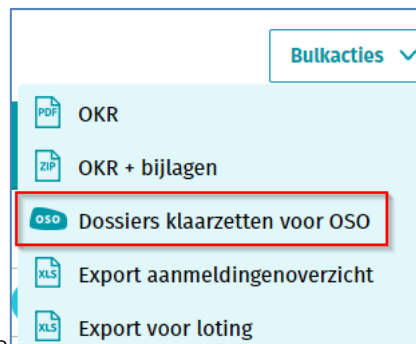 Bulkacties
PDF OKR
ZIP OKR + bijlagen
oso Dossiers klaarzetten voor OSO
XLS Export aanmeldingenoverzicht
XLS Export voor loting